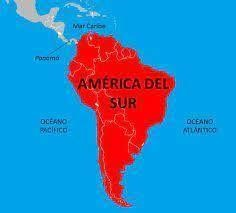 Mar Caribe
Panamá
AMÉRICA DEL
SUR
OCÉANO
PACÍFICO
OCÉANO
ATLÁNTICO